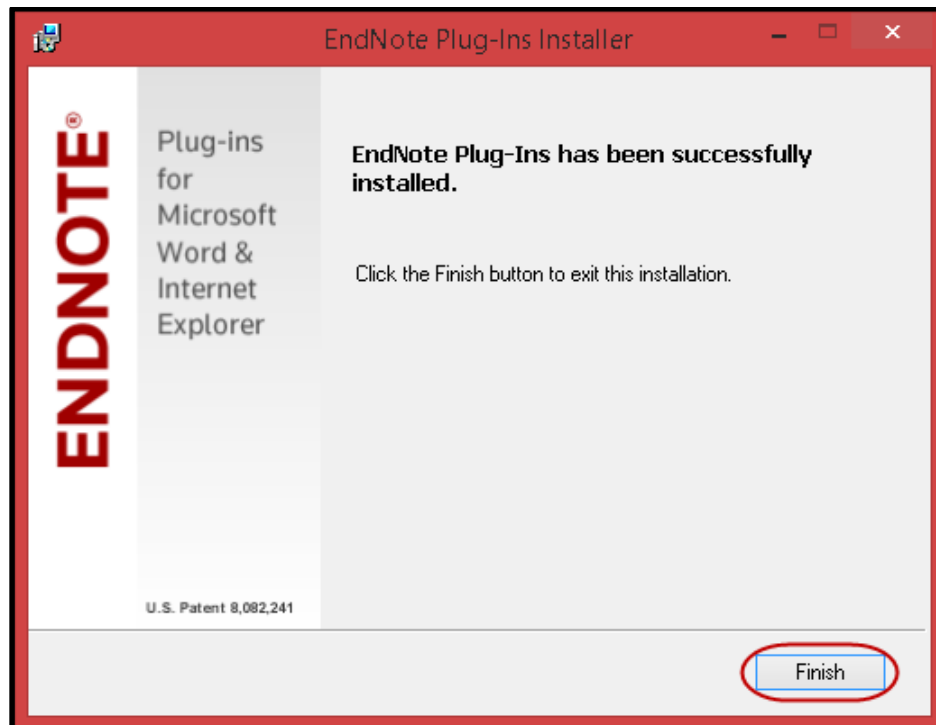 EndNote Plug-Ins Installer
ENDNOTE®
Plug-ins
for
Microsoft
Word &
Internet
Explorer
U.S. Patent 8,082,241
EndNote Plug-Ins has been successfully
installed.
Click the Finish button to exit this installation.
Finish